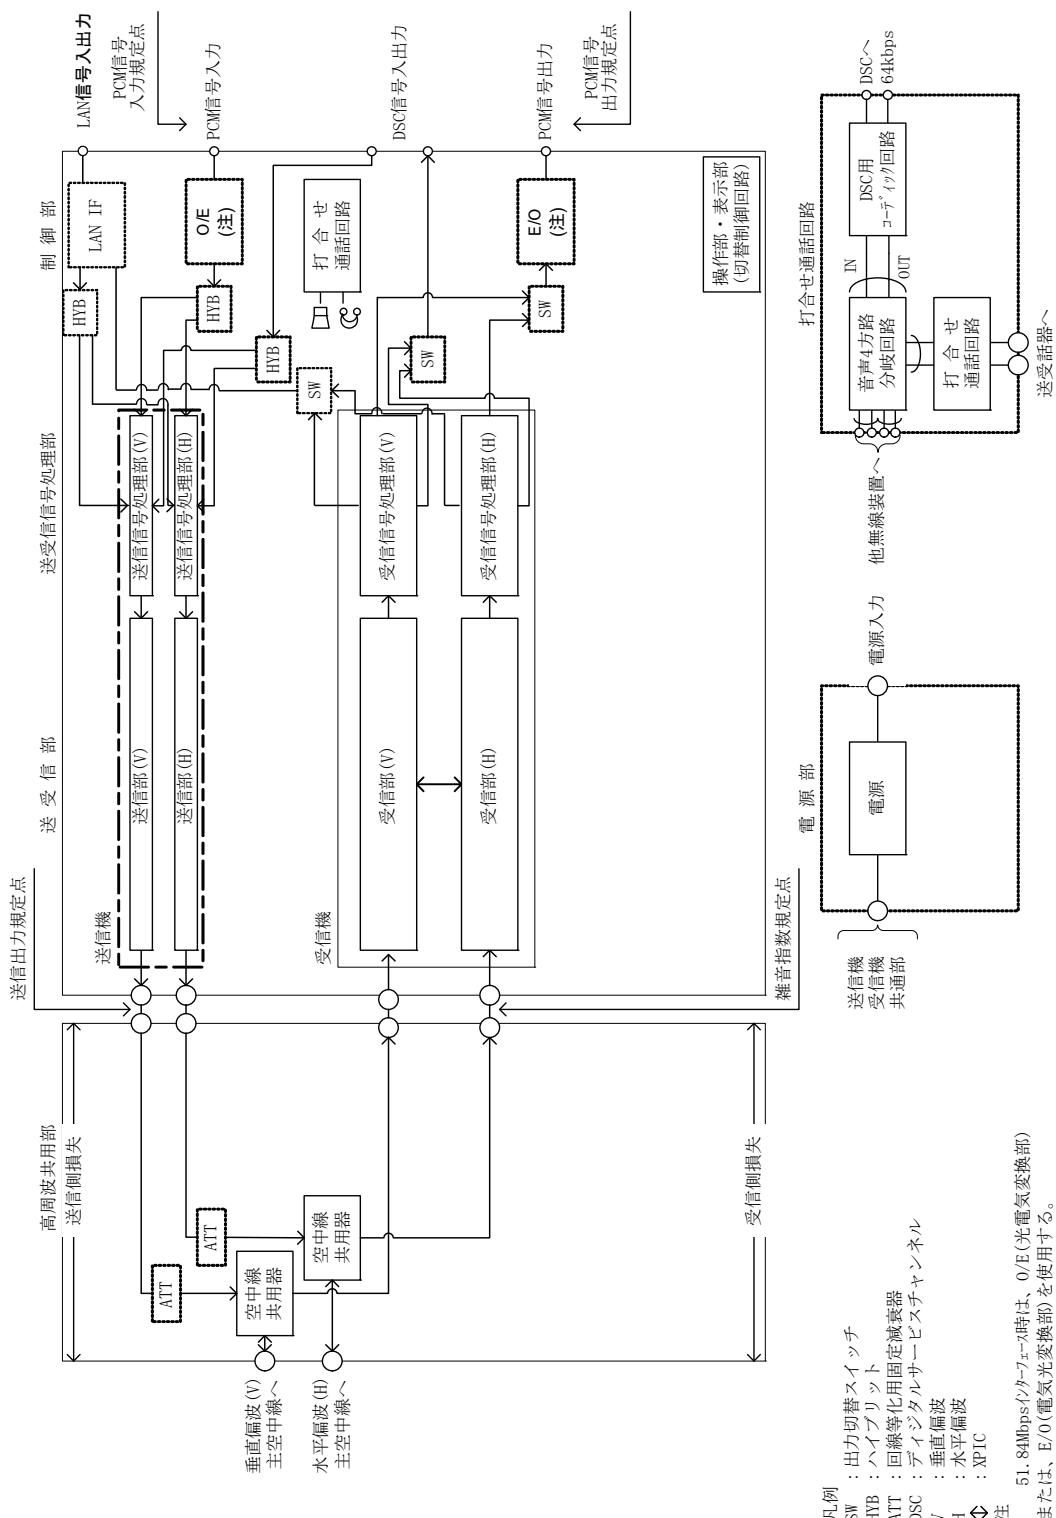 高周波共用部
送信側損失
受信側損失
ATT
ATT
空中線
共用器
空中線
共用器
垂直偏波(V)
主空中線へ
水平偏波(H)
主空中線へ
送信出力規定点
雑音指数規定点
送 受 信 部
送受信信号処理部
制 御 部
送信機
送信部(V)
送信部(H)
送信信号処理部(V)
送信信号処理部(H)
受信機
受信部(V)
受信部(H)
受信信号処理部(V)
受信信号処理部(H)
HYB
LAN IF
HYB
O/E
(注)
HYB
打 合 せ
通話回路
SW
SW
SW
E/O
(注)
操作部・表示部
(切替制御回路)
LAN信号入出力
PCM信号
入力規定点
PCM信号入力
DSC信号入出力
PCM信号出力
PCM信号
出力規定点
電 源 部
送信機
受信機
共通部
電源
電源入力
打合せ通話回路
他無線装置へ
音声4方路
分岐回路
IN
OUT
DSC用
コーディック回路
DSCへ
64kbps
打 合 せ
通話回路
送受話器へ
凡例
SW : 出力切替スイッチ
HYB : ハイブリット
ATT : 回線等化用固定減衰器
DSC : ディジタルサービスチャンネル
V : 垂直偏波
H : 水平偏波
⇔ : XPIC
注
51.84Mbpsインターフェース時は、O/E(光電気変換部)
または、E/O(電気光変換部)を使用する。